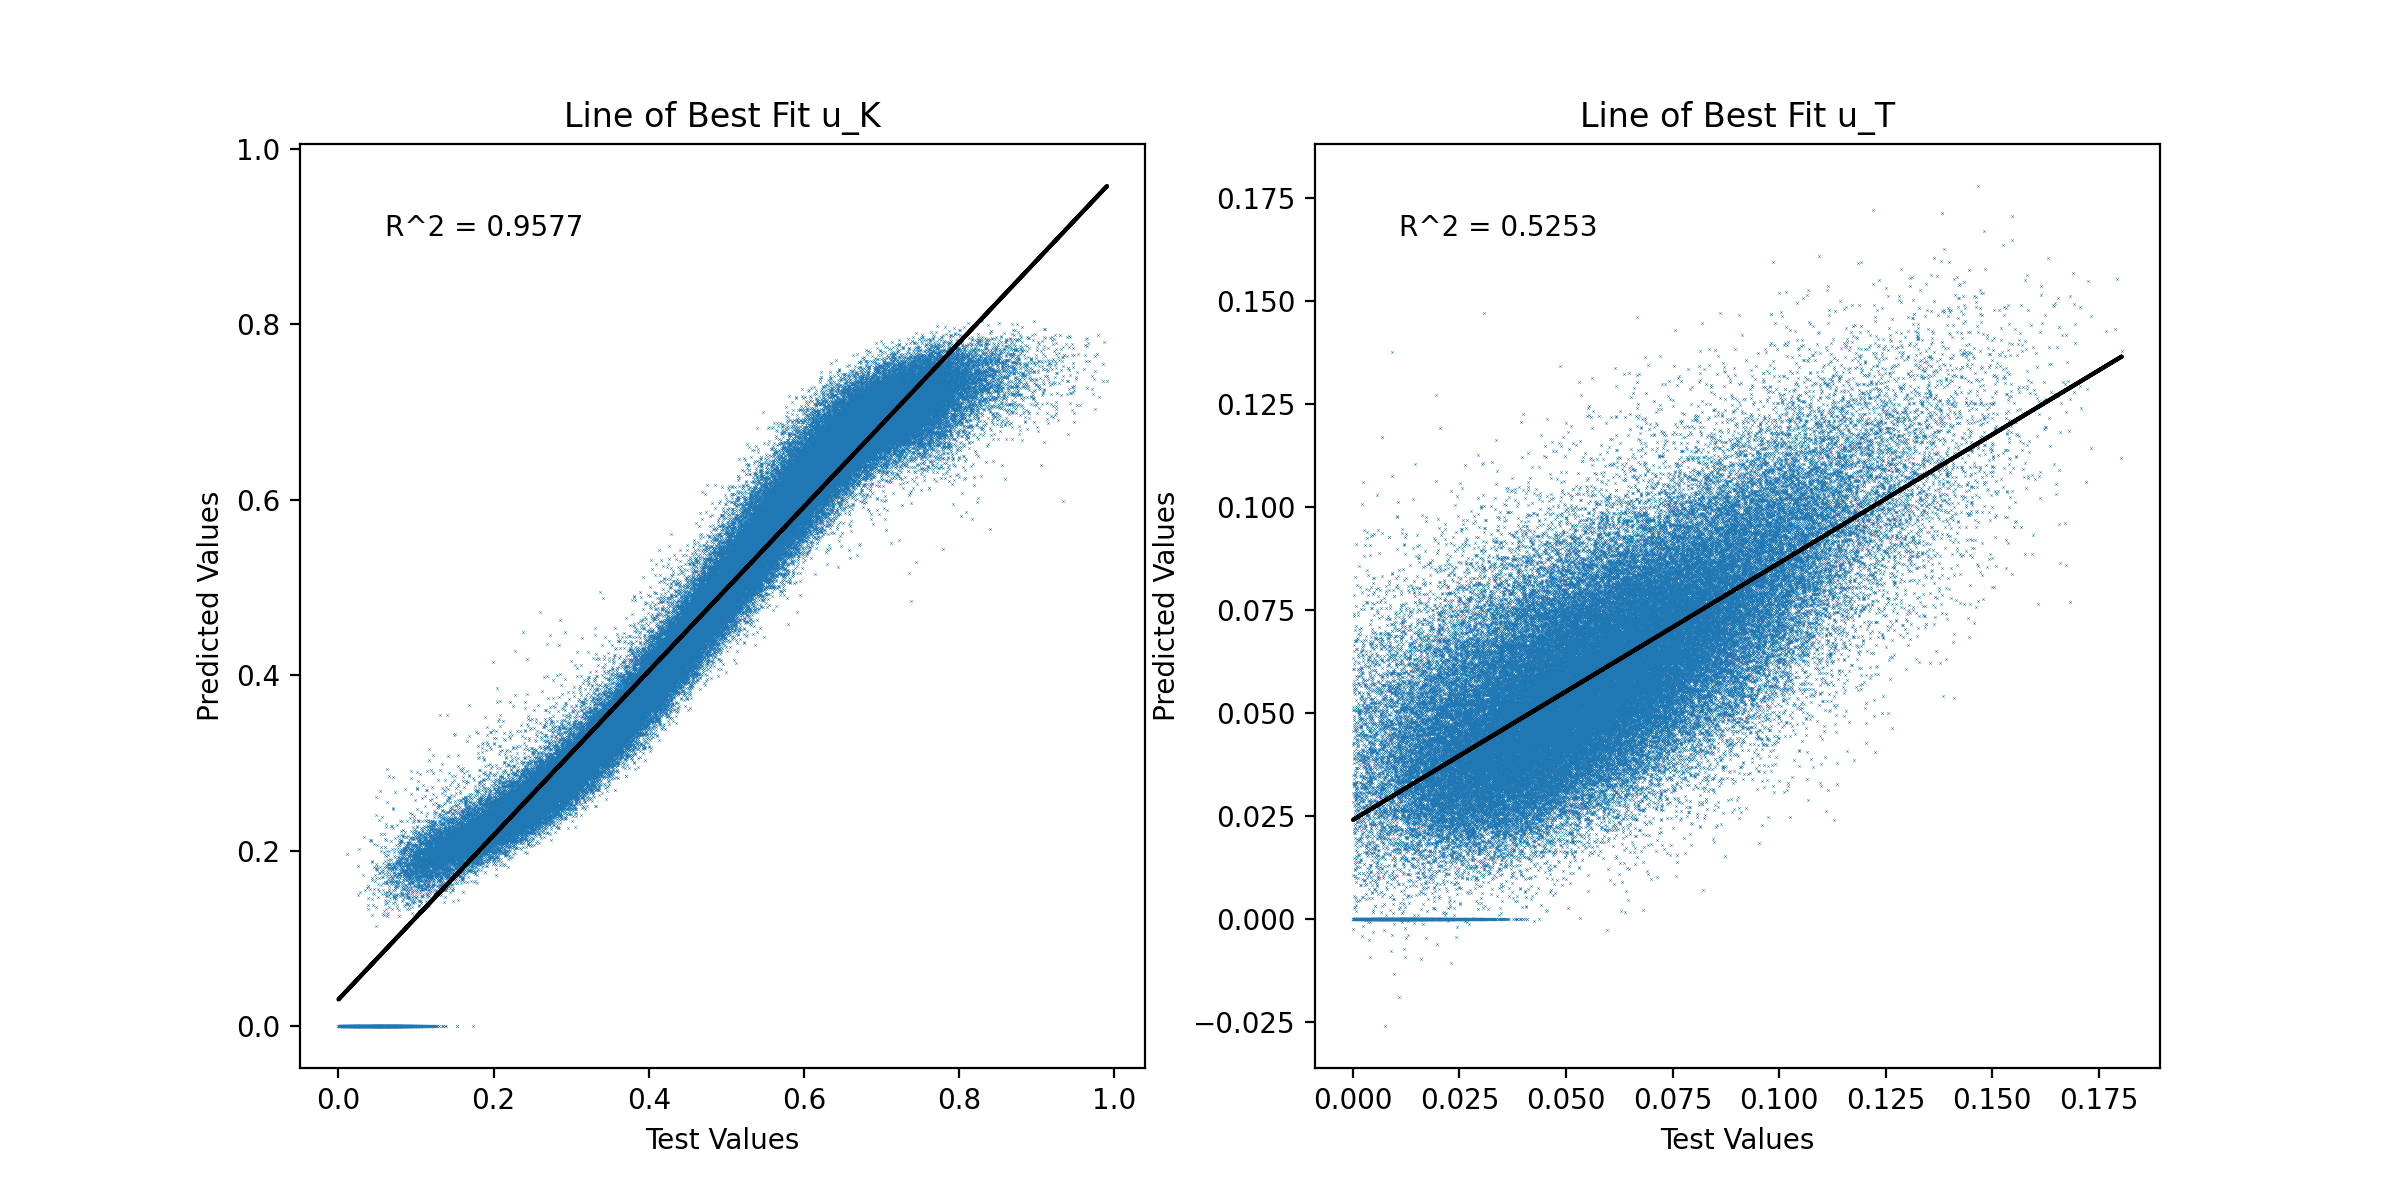 Line of Best Fit u_K
R^2 = 0.9577
Predicted Values
1.0
0.8
0.6
0.4
0.2
0.0
0.0 0.2 0.4 0.6 0.8 1.0
Test Values
Line of Best Fit u_T
R^2 = 0.5253
Predicted Values
0.175
0.150
0.125
0.100
0.075
0.050
0.025
0.000
−0.025
0.000 0.025 0.050 0.075 0.100 0.125 0.150 0.175
Test Values